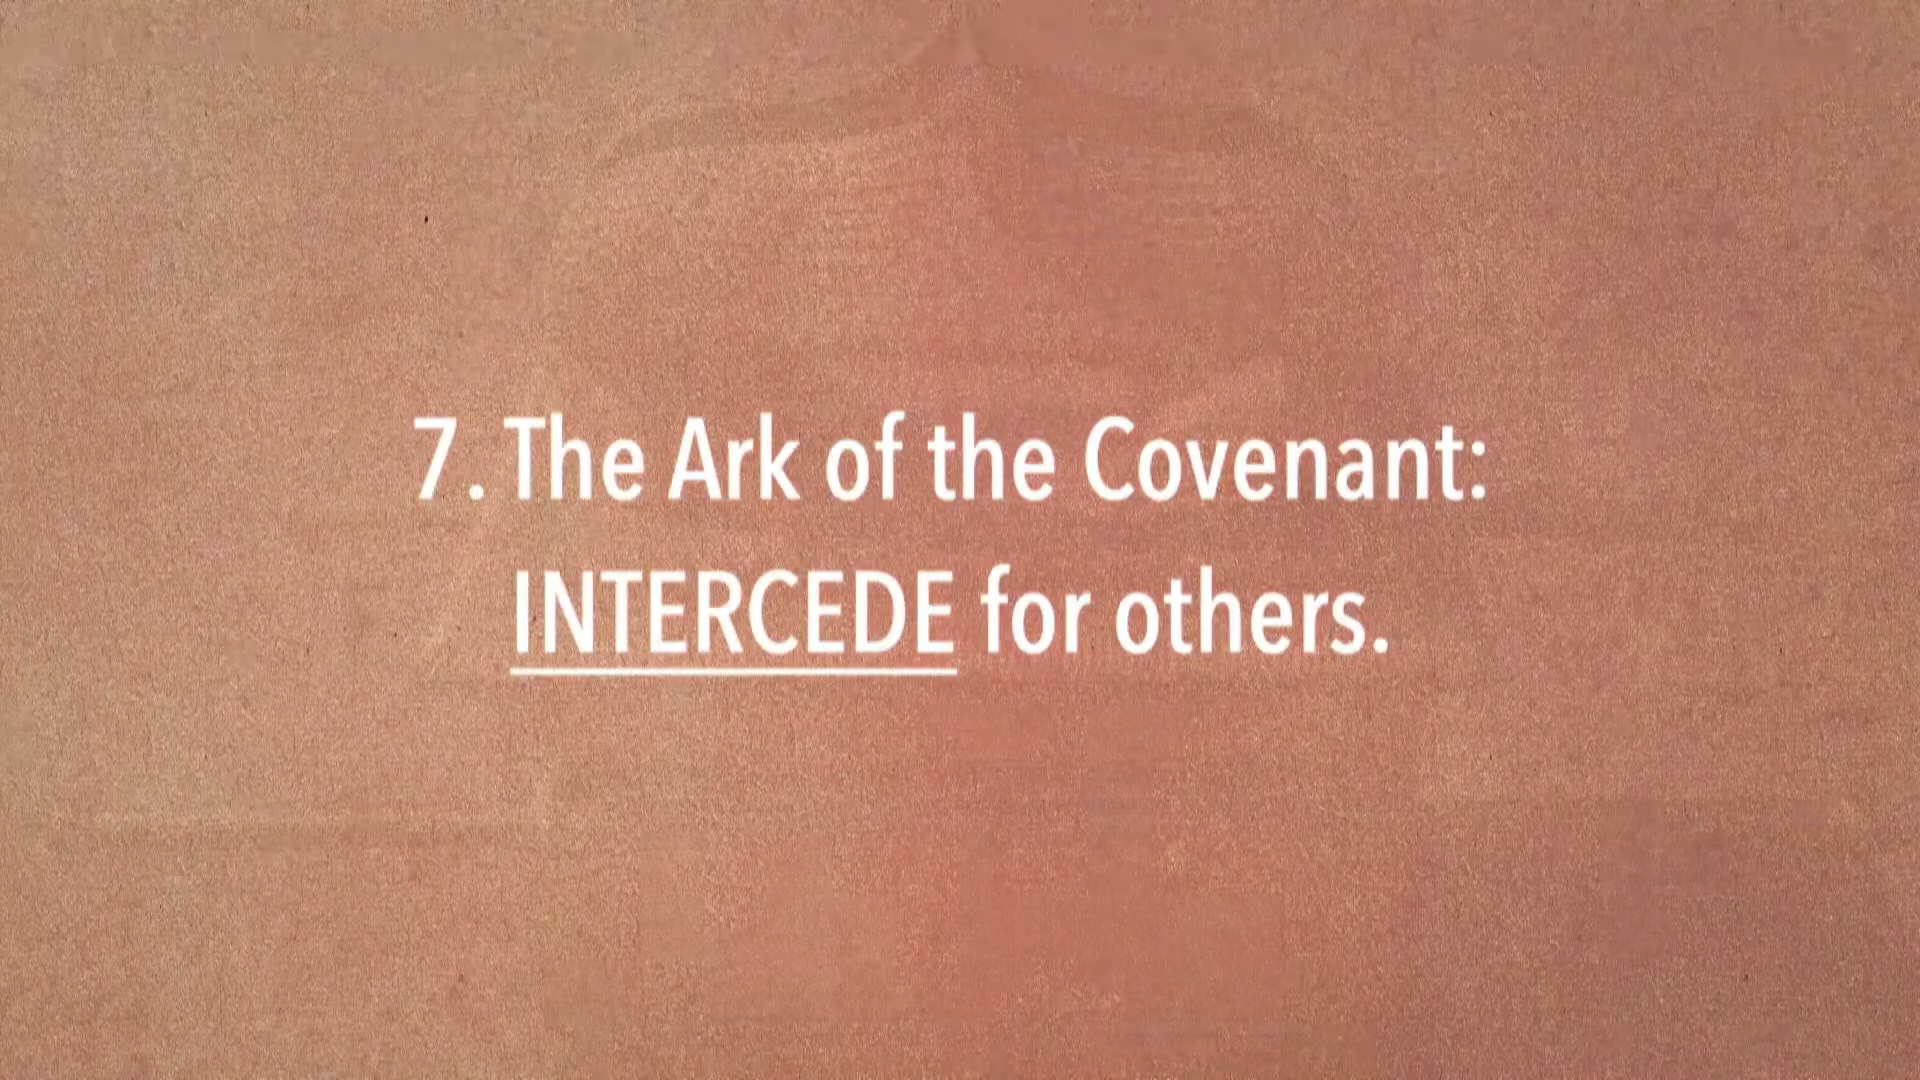 7. The Ark of the Covenant:
INTERCEDE for others.